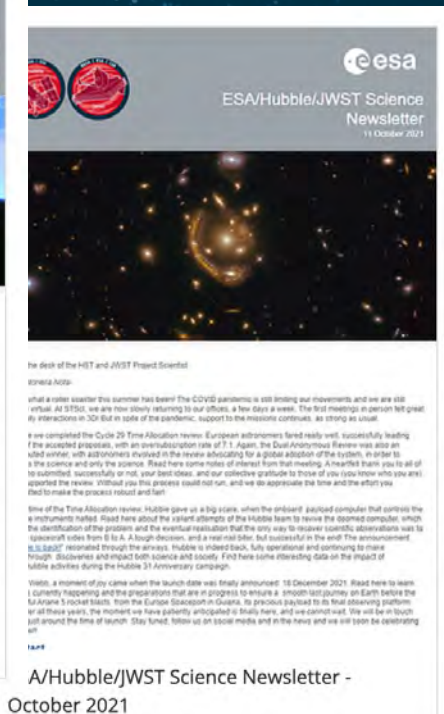 esa
ESA/Hubble/JWST Science
Newsletter
11 October 2021
he desk of the HST and JWST Project Scientist
what a roller coaster this summer has been! The COVID pandemic is still limiting our movements and we are still
virtual. At STScI, we are now slowly returning to our offices, a few days a week. The first meetings in person felt great
interactions in 3D! But in spite of the pandemic, support to the missions continues, as strong as usual.
we completed the Cycle 29 Time Allocation review. European astronomers fared really well, successfully leading
f the accepted proposals, with an oversubscription rate of 7:1. Again, the Dual Anonymous Review was also an
uted winner, with astronomers involved in the review advocating for a global adoption of the system, in order to
the science and only the science. Read here some notes of interest from that meeting. A heartfelt thank you to all of
submitted, successfully or not, your best ideas, and our collective gratitude to those of you (you know who you are)
upported the review. Without you this process could not run, and we do appreciate the time and the effort you
ted to make the process robust and fair!
time of the Time Allocation review, Hubble gave us a big scare, when the onboard payload computer that controls the
e instruments halted. Read here about the valiant attempts of the Hubble team to revive the doomed computer, which
the identification of the problem and the eventual realisation that the only way to recover scientific observations was to
spacecraft sides from B to A. A tough decision, and a real nail biter, but successful in the end! The announcement
is back!" resonated through the airways. Hubble is indeed back, fully operational and continuing to make
hrough discoveries and impact both science and society. Find here some interesting data on the impact of
ublic activities during the Hubble 31 Anniversary campaign.
Webb, a moment of joy came when the launch date was finally announced: 18 December 2021. Read here to learn
currently happening and the preparations that are in progress to ensure a smooth last journey on Earth before the
ful Ariane 5 rocket blasts from the Europe Spaceport in Guiana, its precious payload to its final observing platform.
er all these years, the moment we have patiently anticipated is finally here, and we cannot wait. We will be in touch
just around the time of launch. Stay tuned, follow us on social media and in the news and we will soon be celebrating
A/Hubble/JWST Science Newsletter -
October 2021